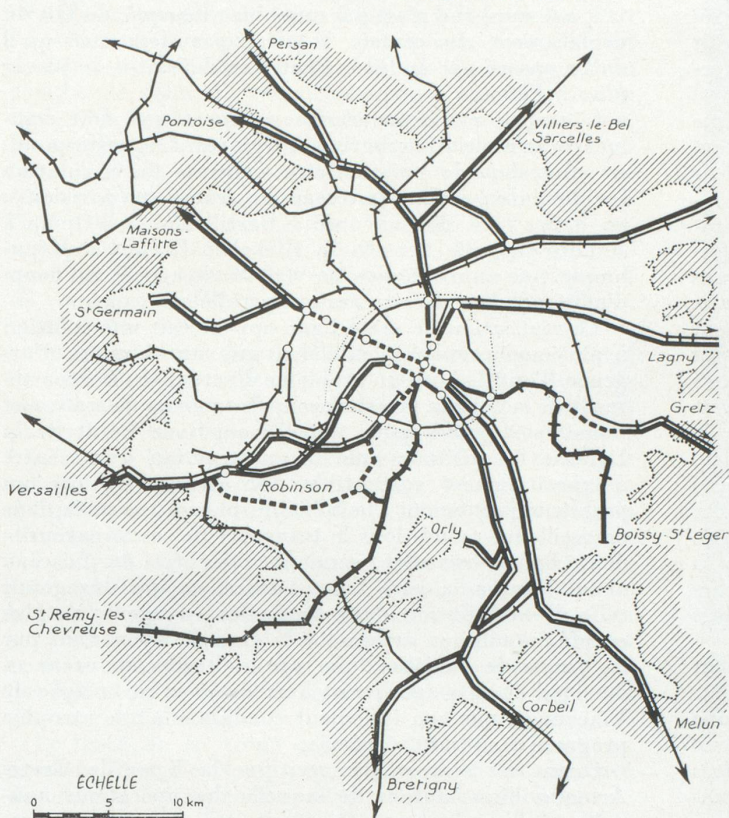 Persan
Pontoise
Villiers-le-Bel
Sarcelles
Maisons-
Laffitte
St Germain
Lagny
Gretz
Versailles
Robinson
Orly
Boissy-St Léger
St Rémy-les
Chevreuse
Corbeil
Melun
Bretigny
ECHELLE
0 5 10 km